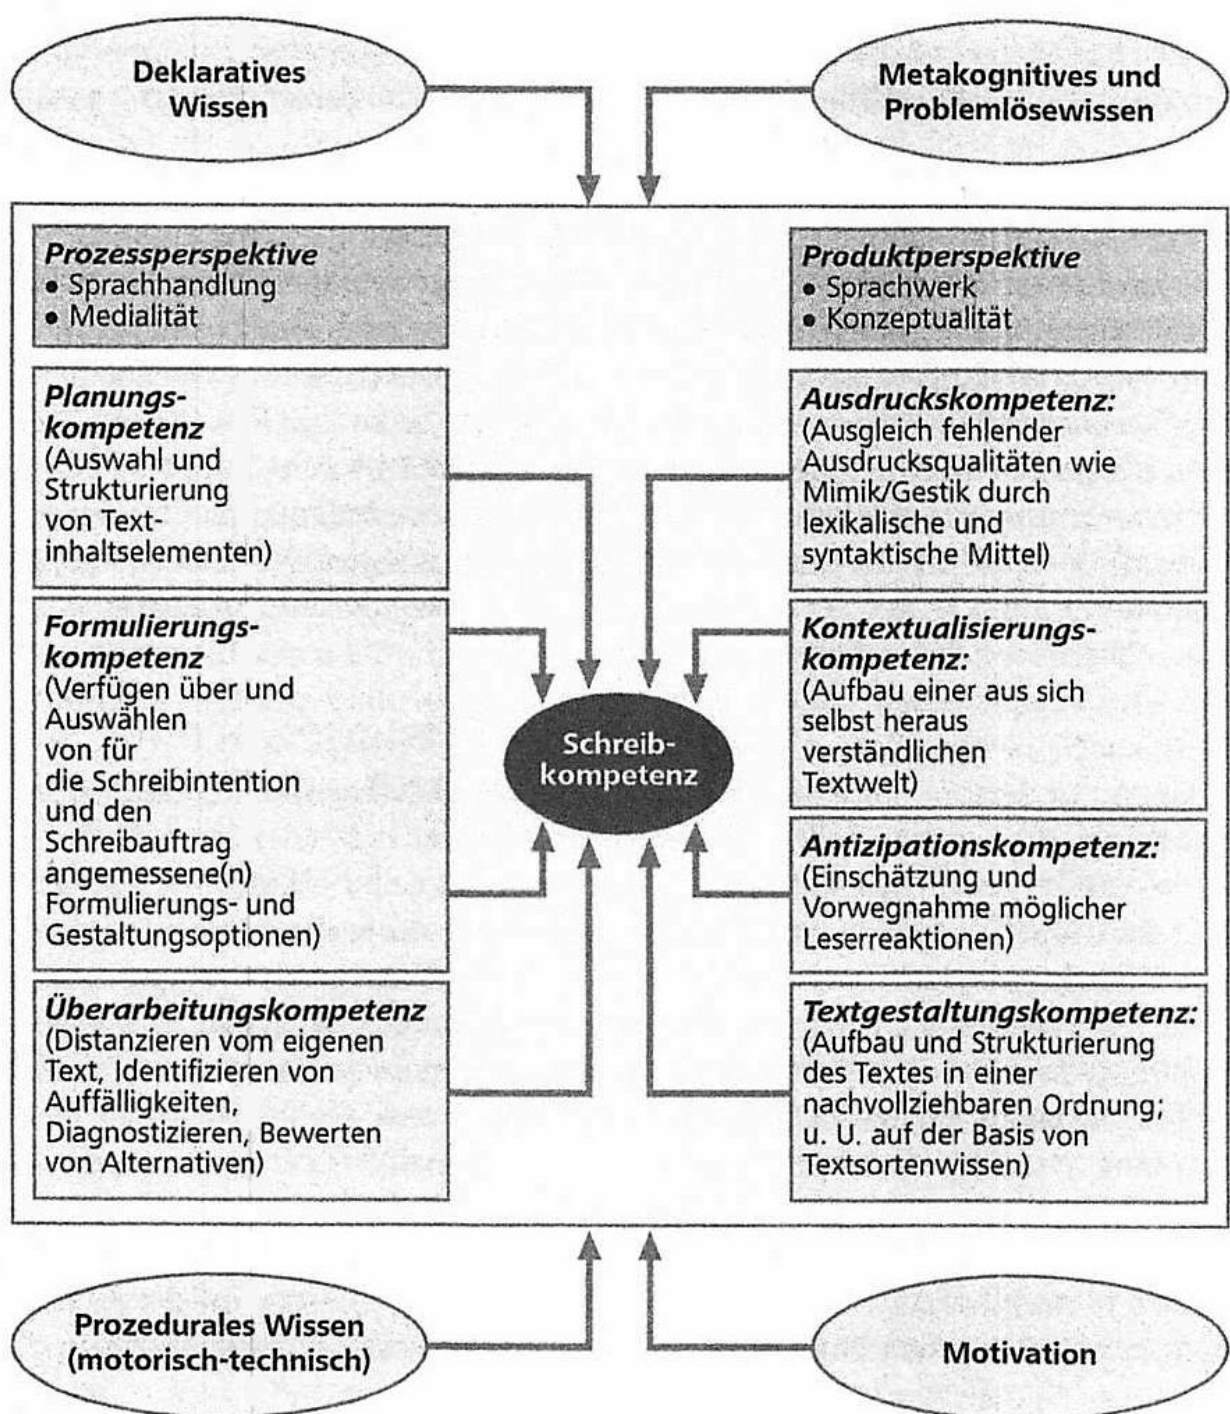 Deklaratives
Wissen
Metakognitives und
Problemlösewissen
Prozessperspektive
• Sprachhandlung
• Medialität
Produktperspektive
• Sprachwerk
• Konzeptualität
Planungs-
kompetenz
(Auswahl und
Strukturierung
von Text-
inhaltselementen)
Ausdruckskompetenz:
(Ausgleich fehlender
Ausdrucksqualitäten wie
Mimik/Gestik durch
lexikalische und
syntaktische Mittel)
Formulierungs-
kompetenz
(Verfügen über und
Auswählen
von für
die Schreibintention
und den
Schreibauftrag
angemessene(n)
Formulierungs- und
Gestaltungsoptionen)
Schreib-
kompetenz
Kontextualisierungs-
kompetenz:
(Aufbau einer aus sich
selbst heraus
verständlichen
Textwelt)
Antizipationskompetenz:
(Einschätzung und
Vorwegnahme möglicher
Leserreaktionen)
Überarbeitungskompetenz
(Distanzieren vom eigenen
Text, Identifizieren von
Auffälligkeiten,
Diagnostizieren, Bewerten
von Alternativen)
Textgestaltungskompetenz:
(Aufbau und Strukturierung
des Textes in einer
nachvollziehbaren Ordnung;
u. U. auf der Basis von
Textsortenwissen)
Prozedurales Wissen
(motorisch-technisch)
Motivation